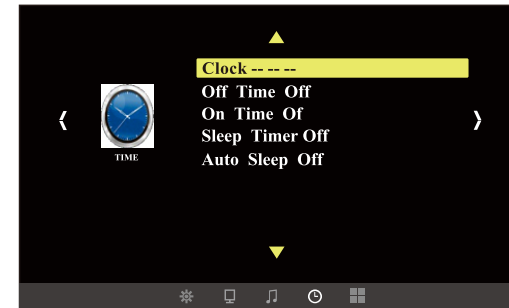 Clock -- -- --
Off Time Off
On Time Of
Sleep Timer Off
Auto Sleep Off
TIME